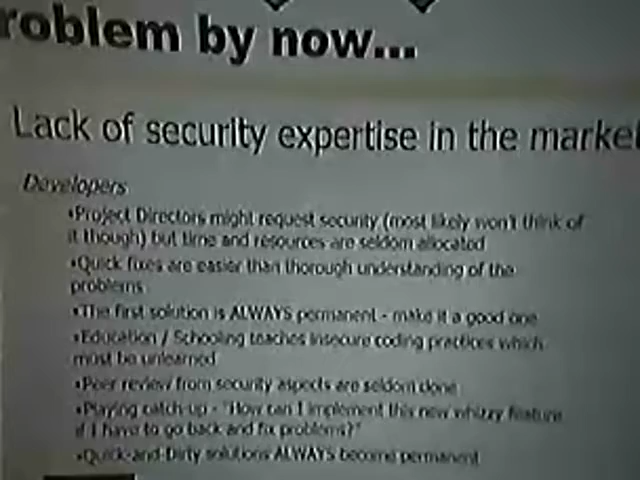 roblem by now...
Lack of security expertise in the market
Developers
•Project Directors might request security (most likely won't think of
it though) but time and resources are seldom allocated
•Quick fixes are easier than thorough understanding of the
problems
•The first solution is ALWAYS permanent - make it a good one
•Education / Schooling teaches insecure coding practices which
must be unlearned
•Peer review from security aspects are seldom done
•Playing catch-up - "How can I implement this new whizzy feature
if I have to go back and fix problems?"
•Quick-and-Dirty solutions ALWAYS become permanent